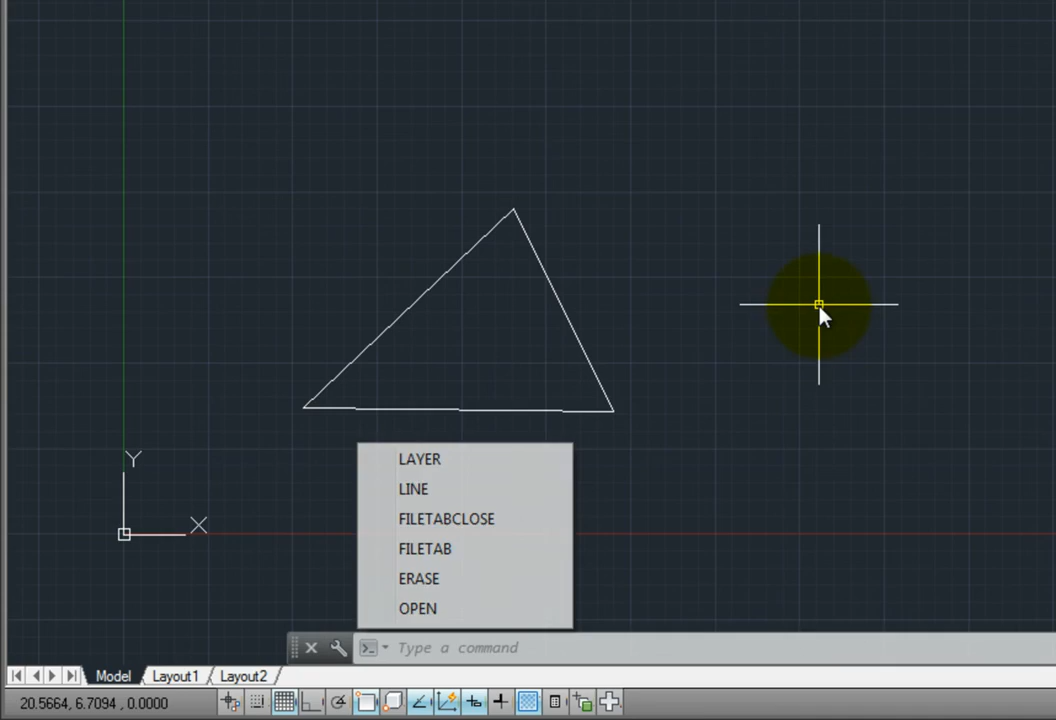 Y
X
LAYER
LINE
FILETABCLOSE
FILETAB
ERASE
OPEN
Type a command
Model Layout1 Layout2
20.5664, 6.7094 , 0.0000